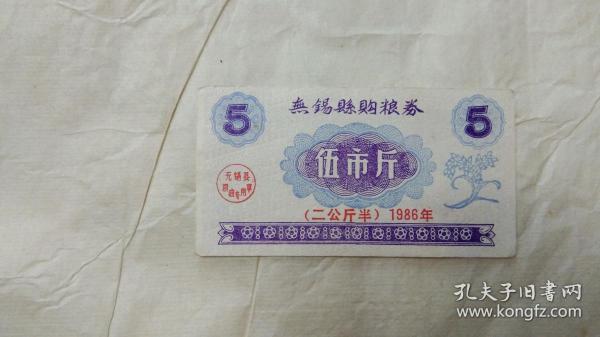 無錫縣购粮券
5
5
伍市斤
无锡县
(二公斤半) 1986年
孔夫子旧書网
www.kongfz.com